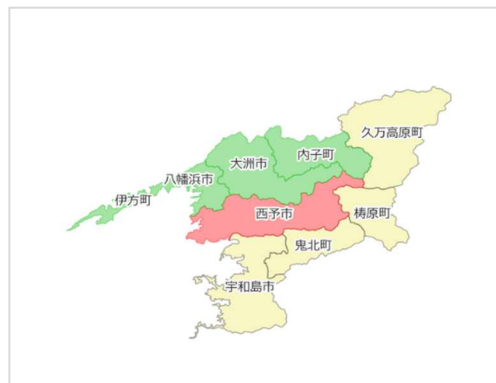 久万高原町
内子町
大洲市
八幡浜市
伊方町
西予市
梼原町
鬼北町
宇和島市